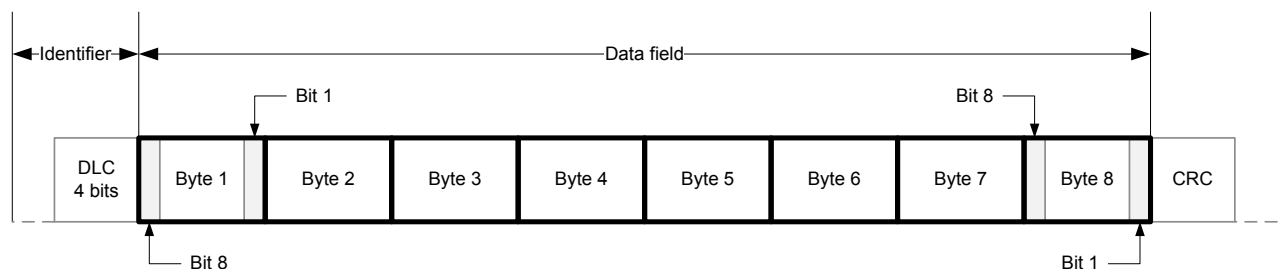 Identifier
Data field
Bit 1
Bit 8
DLC
4 bits
Byte 1
Byte 2
Byte 3
Byte 4
Byte 5
Byte 6
Byte 7
Byte 8
CRC
Bit 8
Bit 1